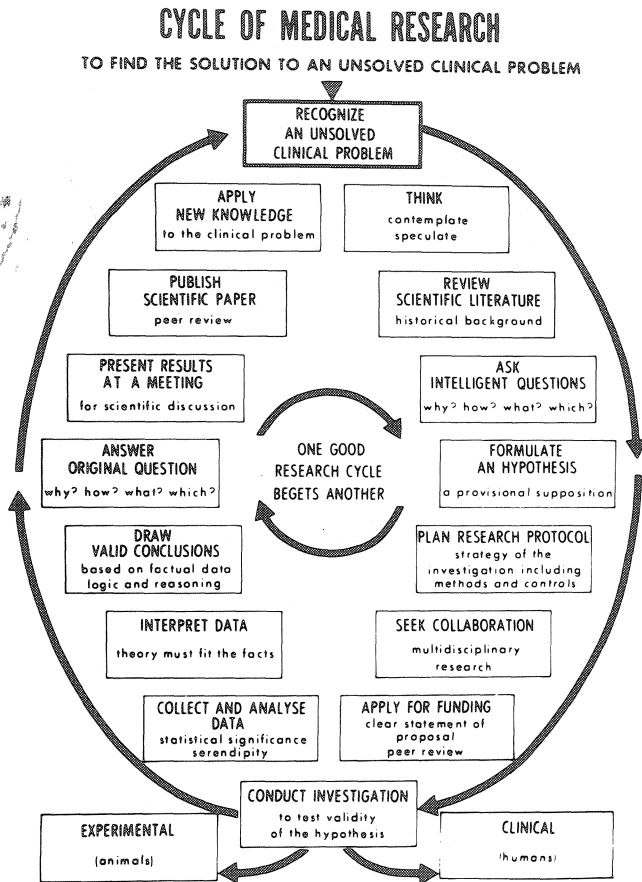 CYCLE OF MEDICAL RESEARCH
TO FIND THE SOLUTION TO AN UNSOLVED CLINICAL PROBLEM
RECOGNIZE
AN UNSOLVED
CLINICAL PROBLEM
THINK
contemplate
speculate
REVIEW
SCIENTIFIC LITERATURE
historical background
ASK
INTELLIGENT QUESTIONS
why? how? what? which?
FORMULATE
AN HYPOTHESIS
a provisional supposition
PLAN RESEARCH PROTOCOL
strategy of the
investigation including
methods and controls
SEEK COLLABORATION
multidisciplinary
research
APPLY FOR FUNDING
clear statement of
proposal
peer review
CONDUCT INVESTIGATION
to test validity
of the hypothesis
EXPERIMENTAL
(animals)
CLINICAL
(humans)
COLLECT AND ANALYSE
DATA
statistical significance
serendipity
INTERPRET DATA
theory must fit the facts
DRAW
VALID CONCLUSIONS
based on factual data
logic and reasoning
ANSWER
ORIGINAL QUESTION
why? how? what? which?
PRESENT RESULTS
AT A MEETING
for scientific discussion
PUBLISH
SCIENTIFIC PAPER
peer review
APPLY
NEW KNOWLEDGE
to the clinical problem
ONE GOOD
RESEARCH CYCLE
BEGETS ANOTHER